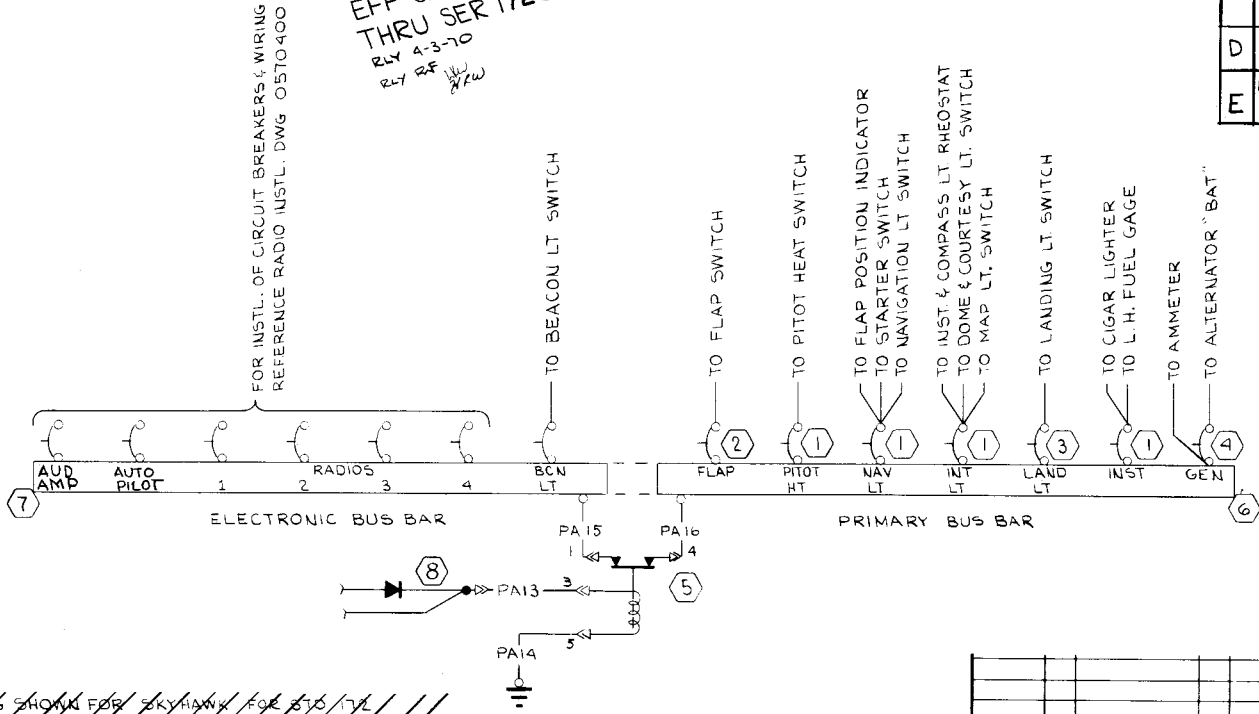 THRU SER 172
RLY 4-3-70
RLY
FOR INSTL. OF CIRCUIT BREAKERS & WIRING
REFERENCE RADIO INSTL. DWG 0570400
D
E
TO BEACON LT SWITCH
TO FLAP SWITCH
TO PITOT HEAT SWITCH
TO FLAP POSITION INDICATOR
TO STARTER SWITCH
TO NAVIGATION LT SWITCH
TO INST. & COMPASS LT RHEOSTAT
TO DOME & COURTESY LT. SWITCH
TO MAP LT. SWITCH
TO LANDING LT. SWITCH
TO CIGAR LIGHTER
TO L.H. FUEL GAGE
TO AMMETER
TO ALTERNATOR "BAT"
2
1
1
1
3
1
4
AUD AMP
AUTO PILOT
RADIOS
1
2
3
4
BCN LT
FLAP
PITOT HT
NAV LT
INT LT
LAND LT
INST
GEN
7
ELECTRONIC BUS BAR
PRIMARY BUS BAR
6
PA15
PA16
1
4
8
PA13
3
5
PA14
5
SHOWN FOR SKYHAWK FOR STD 172